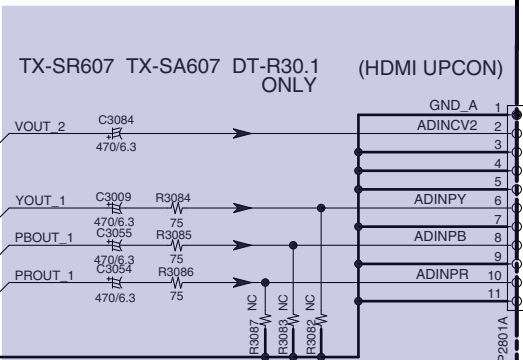 TX-SR607 TX-SA607 DT-R30.1 (HDMI UPCON)
ONLY
GND_A 1
VOUT_2 C3084 ADINCV2 2
470/6.3
3
4
5
YOUT_1 C3009 R3084 ADINPY 6
470/6.3 75
7
PBOUT_1 C3055 R3085 ADINPB 8
470/6.3 75
9
PROUT_1 C3054 R3086 ADINPR 10
470/6.3 75
11
R3087 NC
R3083 NC
R3082 NC
P2801A